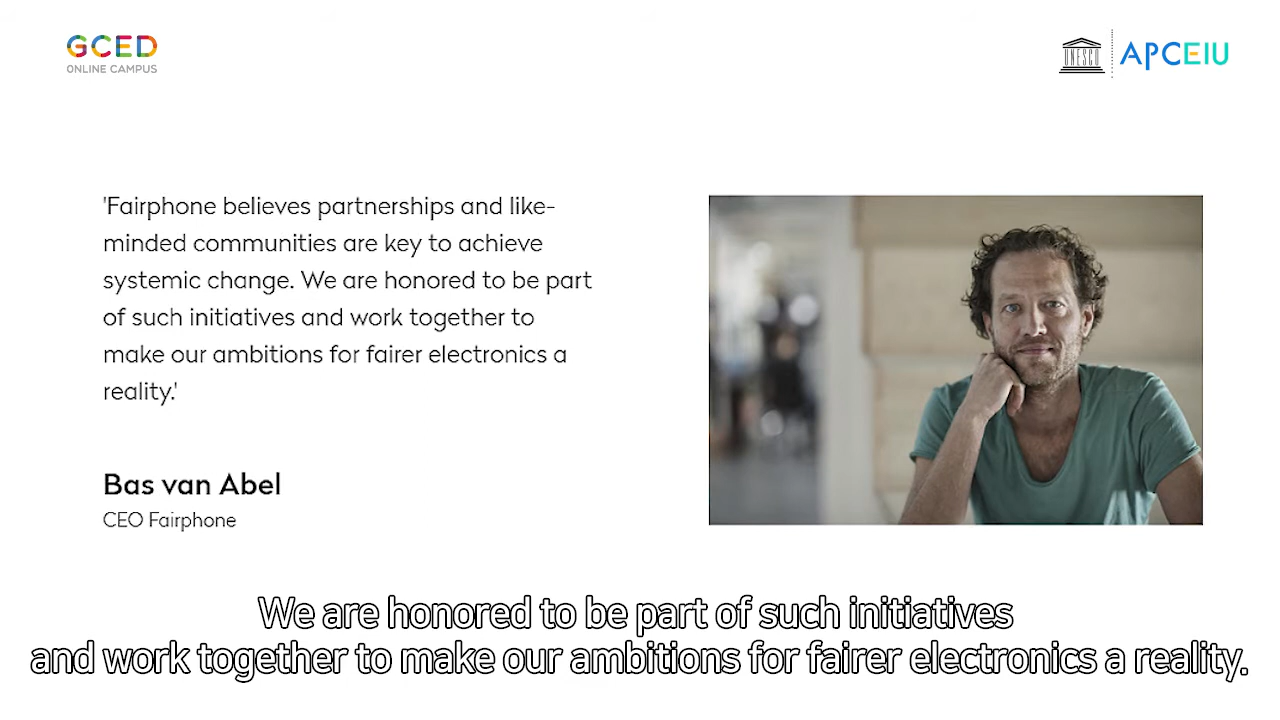 GCED
ONLINE CAMPUS
UNESCO
APCEIU
'Fairphone believes partnerships and like-
minded communities are key to achieve
systemic change. We are honored to be part
of such initiatives and work together to
make our ambitions for fairer electronics a
reality.'
Bas van Abel
CEO Fairphone
We are honored to be part of such initiatives
and work together to make our ambitions for fairer electronics a reality.